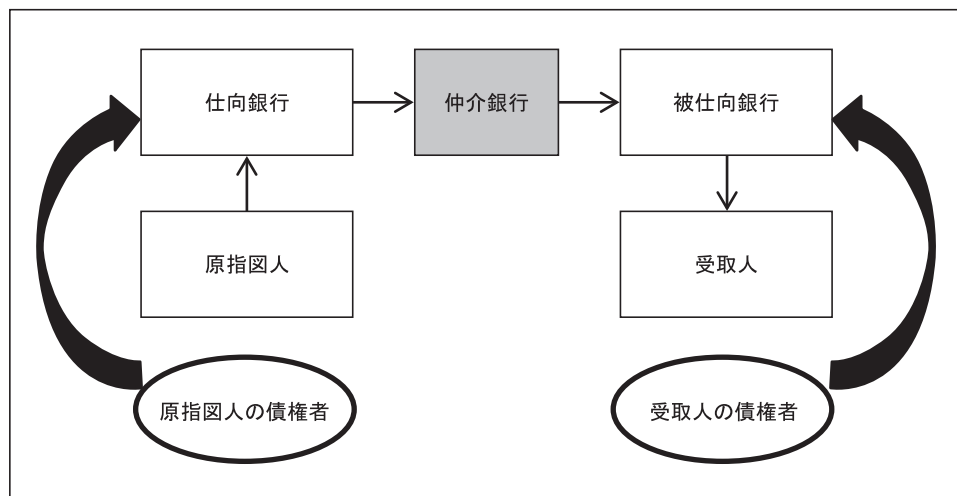 仕向銀行
仲介銀行
被仕向銀行
原指図人
受取人
原指図人の債権者
受取人の債権者